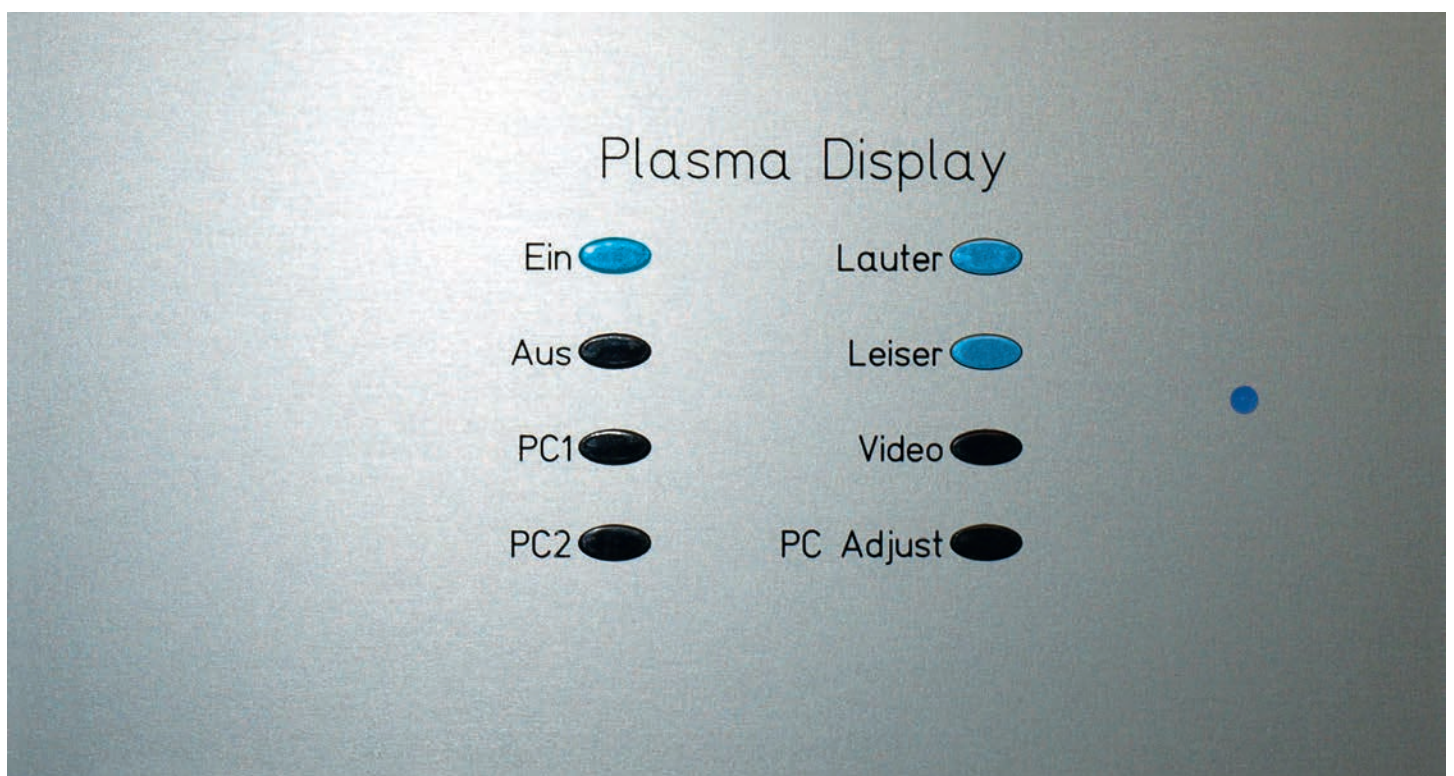 Plasma Display
Ein
Aus
PC1
PC2
Lauter
Leiser
Video
PC Adjust